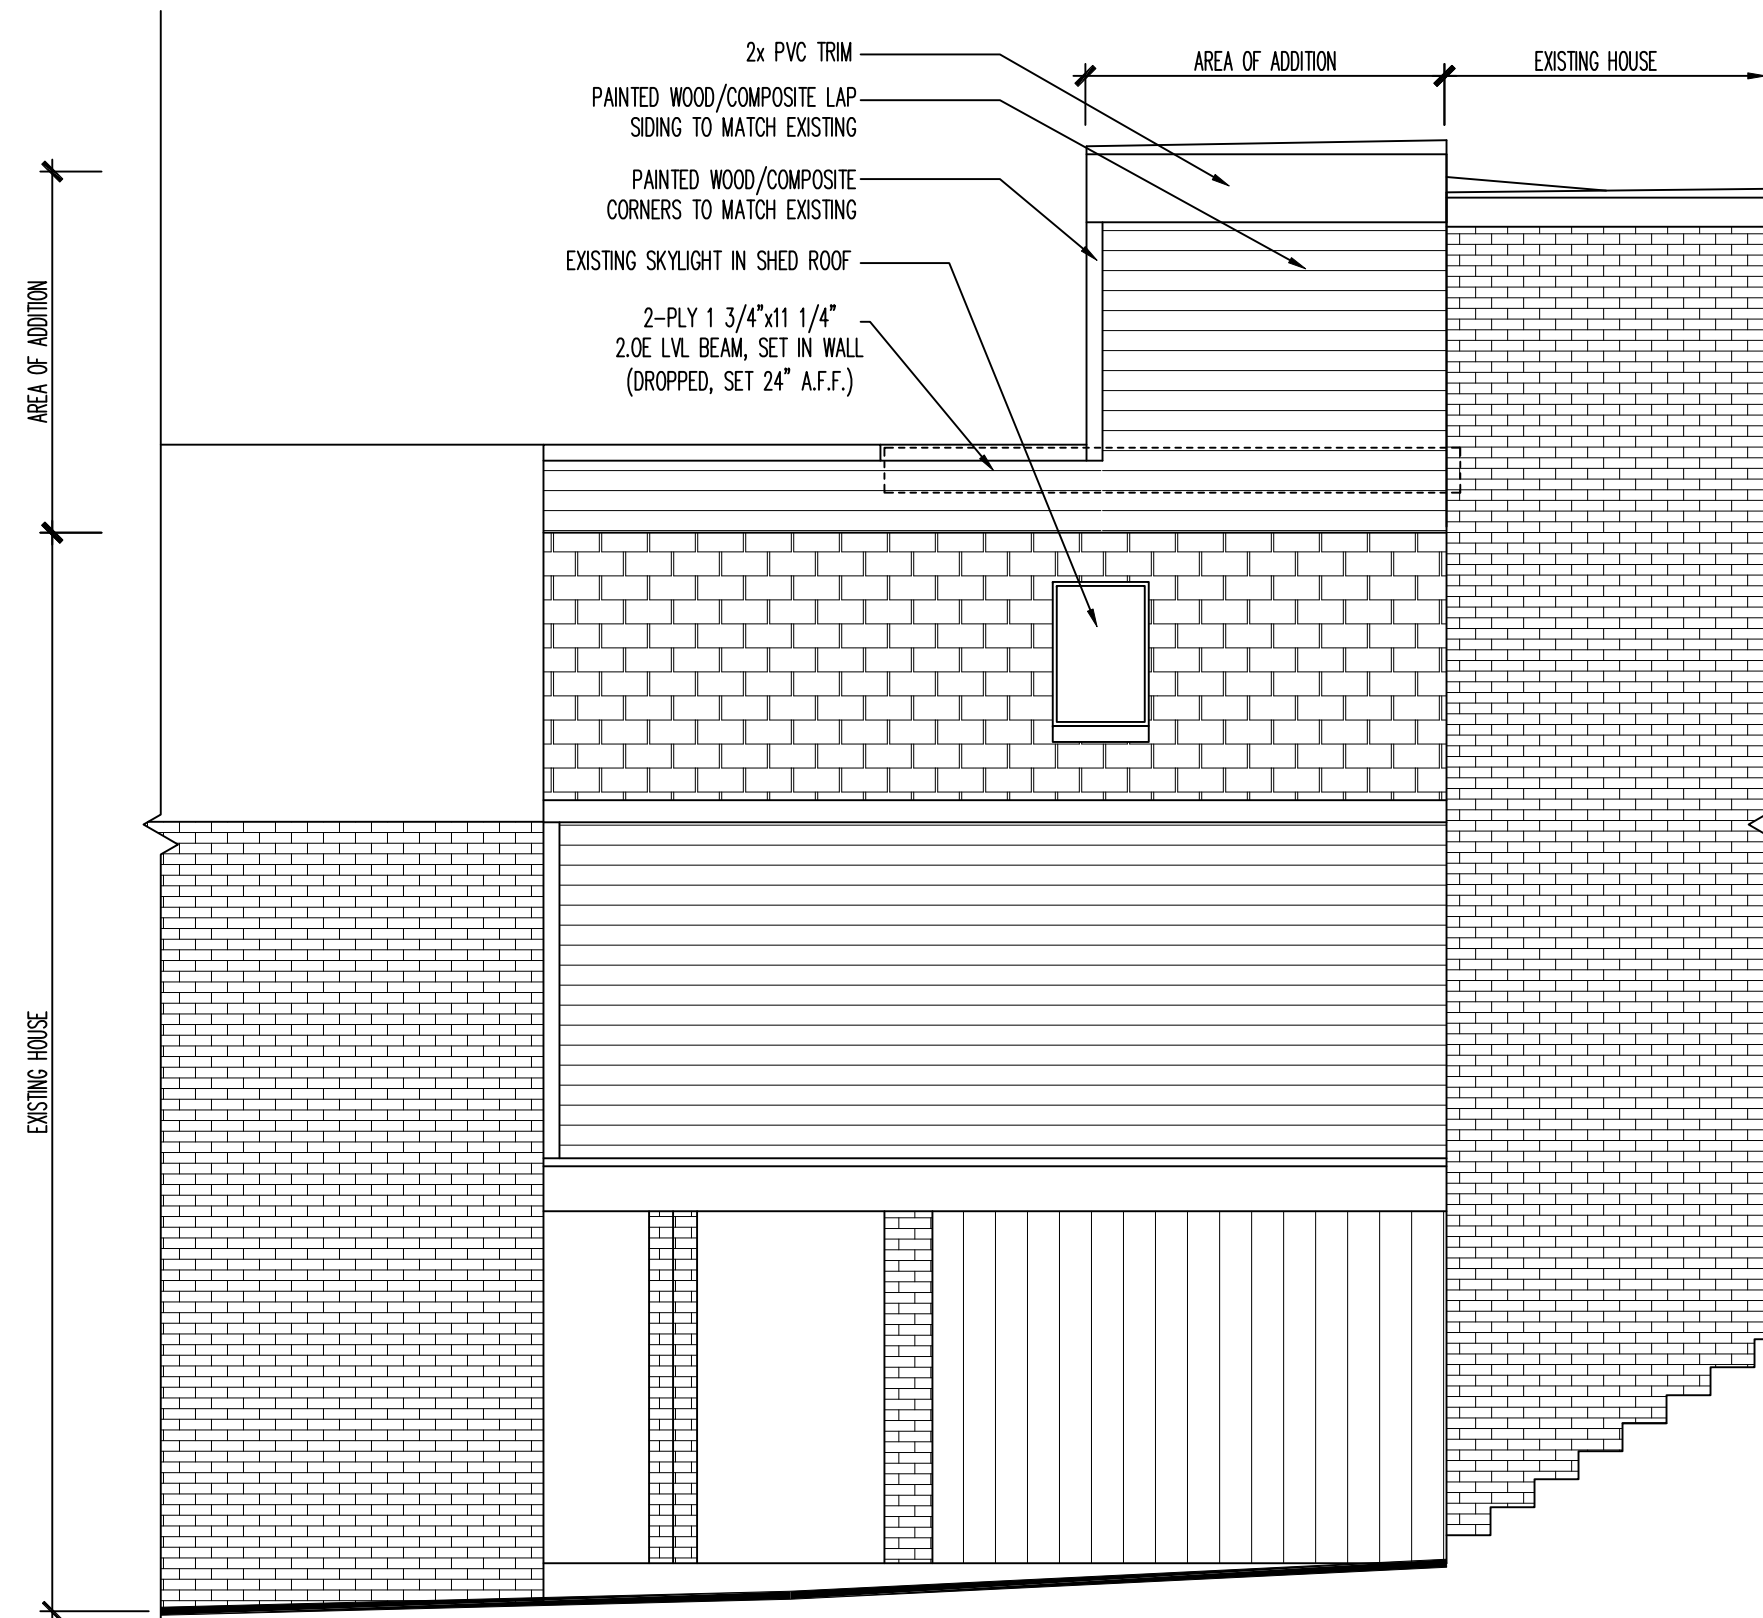 2x PVC TRIM
PAINTED WOOD/COMPOSITE LAP
SIDING TO MATCH EXISTING
PAINTED WOOD/COMPOSITE
CORNERS TO MATCH EXISTING
EXISTING SKYLIGHT IN SHED ROOF
2-PLY 1 3/4"x11 1/4"
2.0E LVL BEAM, SET IN WALL
(DROPPED, SET 24" A.F.F.)
AREA OF ADDITION
EXISTING HOUSE
AREA OF ADDITION
EXISTING HOUSE